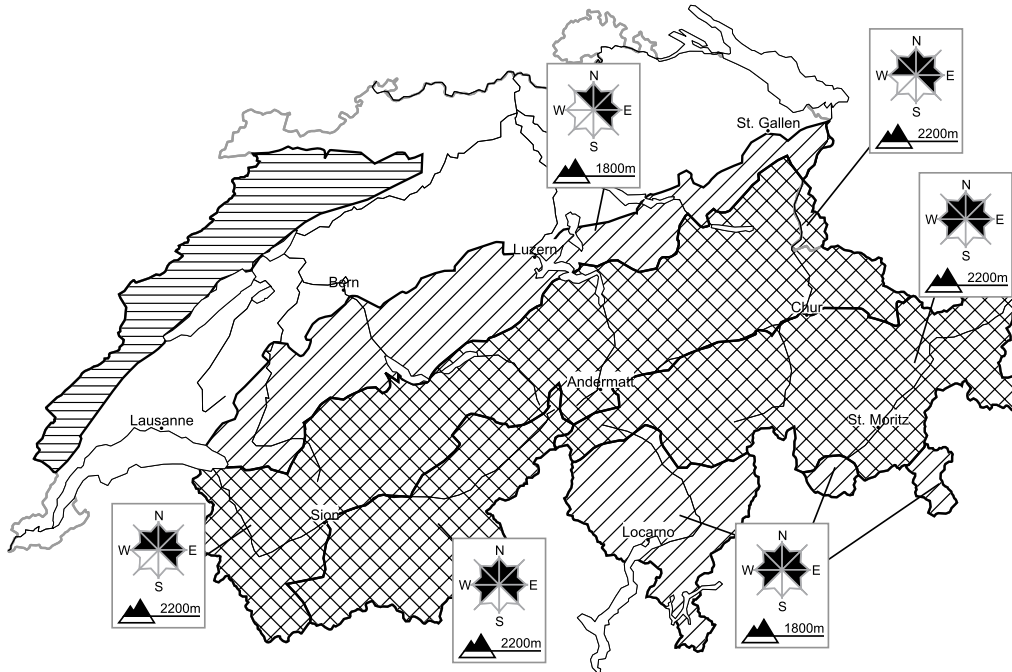 N
W E
S
2200m
N
W E
S
1800m
St. Gallen
N
W E
S
2200m
Luzern
Bern
Chur
Andermatt
Lausanne
St. Moritz
Sion
Locarno
N
W E
S
2200m
N
W E
S
2200m
N
W E
S
1800m